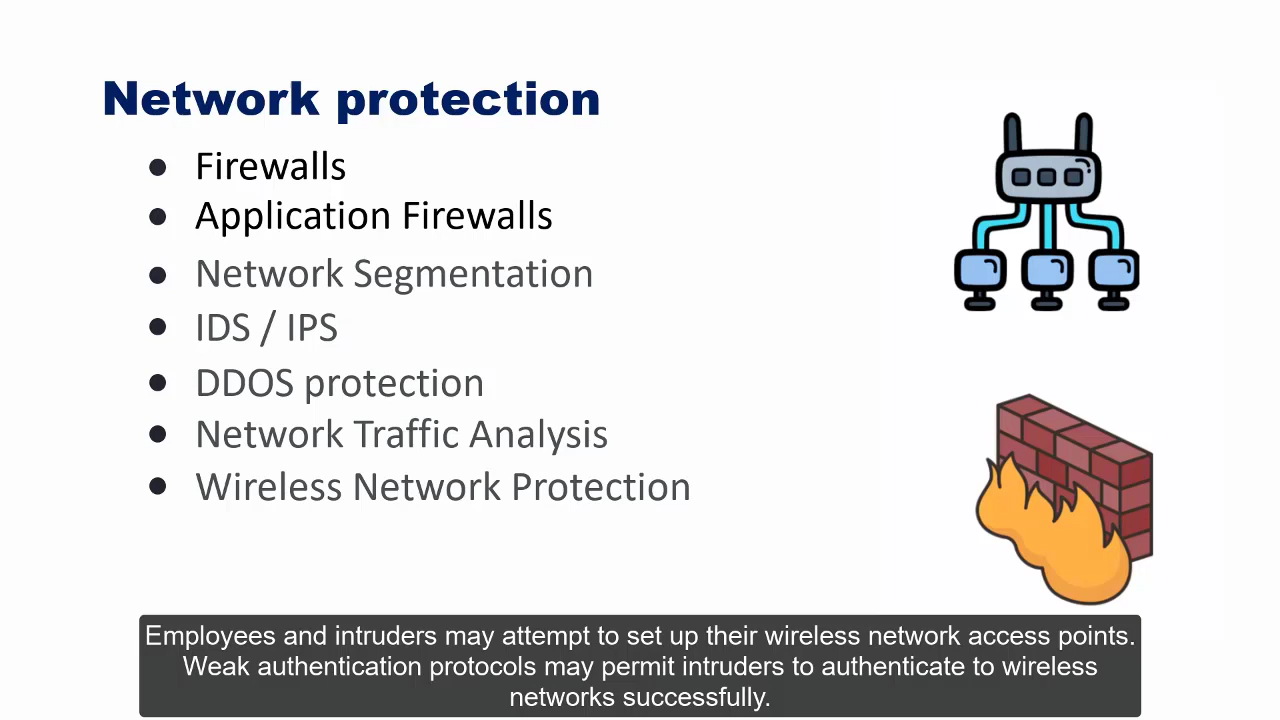 Network protection
• Firewalls
• Application Firewalls
• Network Segmentation
• IDS / IPS
• DDOS protection
• Network Traffic Analysis
• Wireless Network Protection
Employees and intruders may attempt to set up their wireless network access points.
Weak authentication protocols may permit intruders to authenticate to wireless
networks successfully.